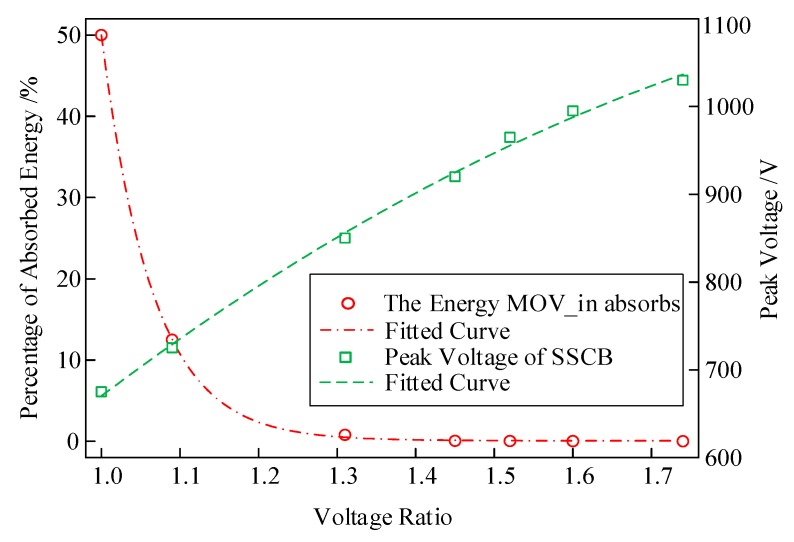 Percentage of Absorbed Energy /%
50
40
30
20
10
0
1100
1000
900
800
700
600
Peak Voltage /V
The Energy MOV_in absorbs
Fitted Curve
Peak Voltage of SSCB
Fitted Curve
1.0 1.1 1.2 1.3 1.4 1.5 1.6 1.7
Voltage Ratio